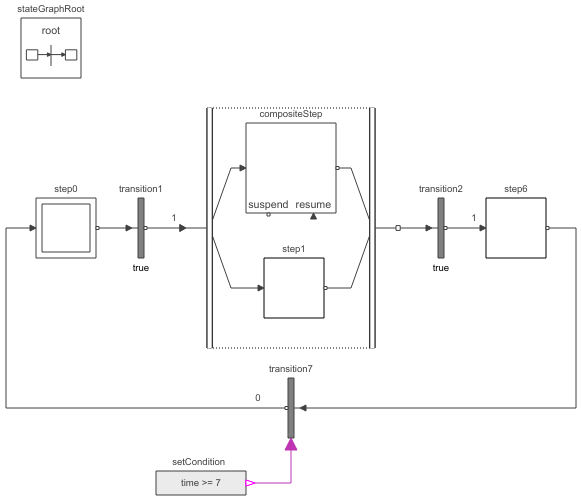 stateGraphRoot
root
compositeStep
suspend resume
step0
transition1
1
true
step1
transition2
1
true
step6
transition7
0
setCondition
time >= 7